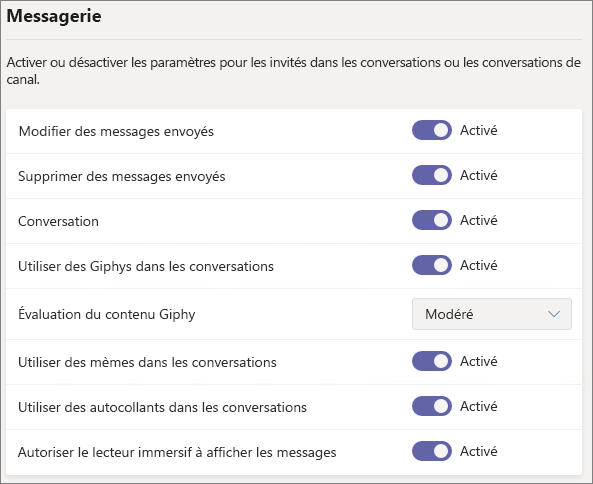 Messagerie
Activer ou désactiver les paramètres pour les invités dans les conversations ou les conversations de
canal.
Modifier des messages envoyés Activé
Supprimer des messages envoyés Activé
Conversation Activé
Utiliser des Giphys dans les conversations Activé
Évaluation du contenu Giphy Modéré
Utiliser des mèmes dans les conversations Activé
Utiliser des autocollants dans les conversations Activé
Autoriser le lecteur immersif à afficher les messages Activé